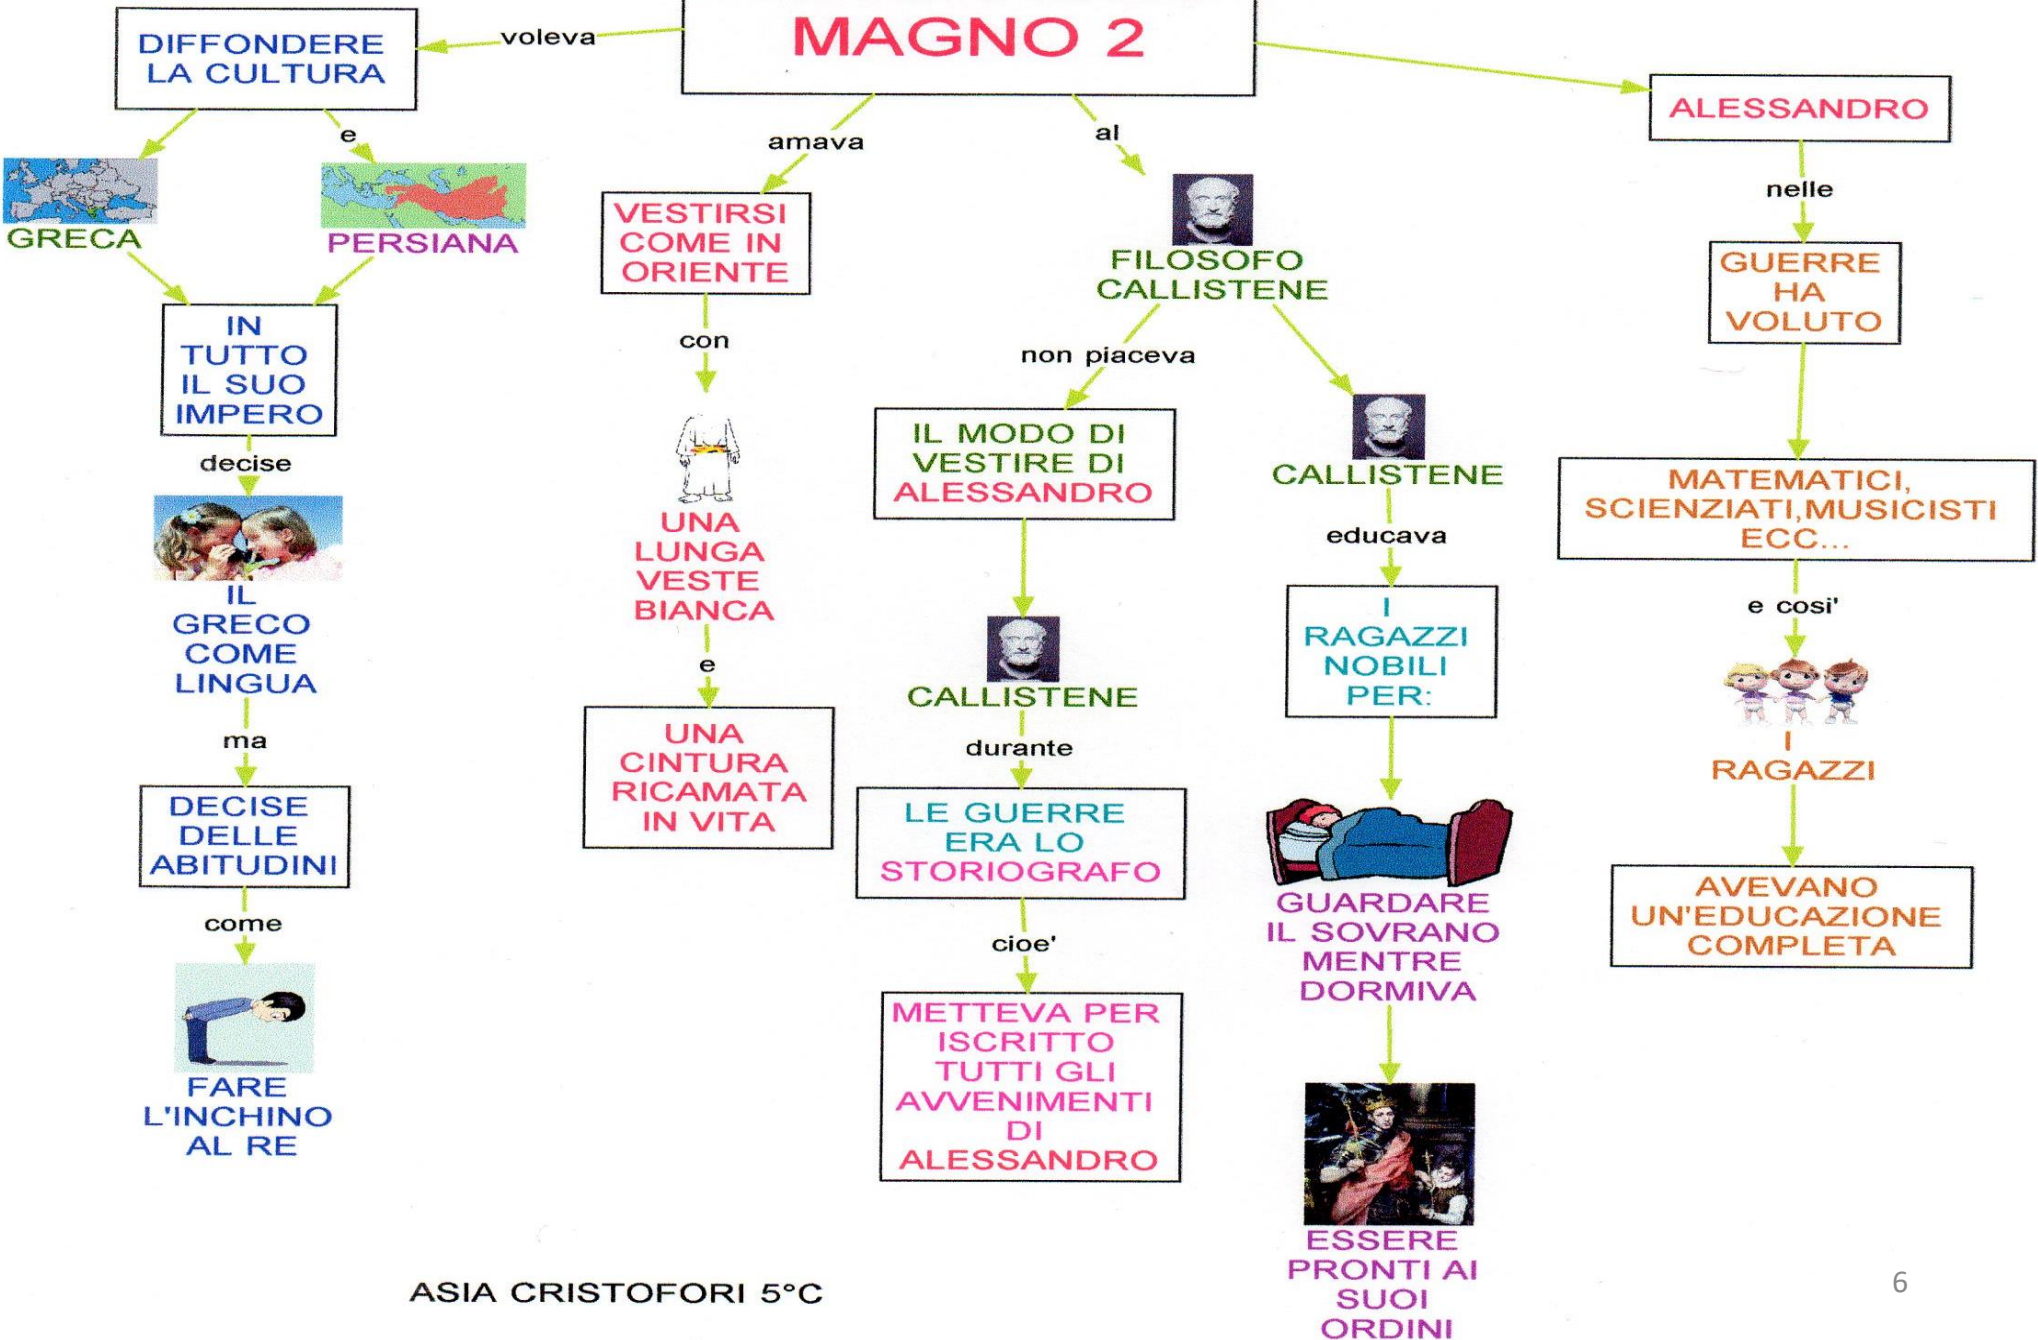 MAGNO 2
voleva
DIFFONDERE
LA CULTURA
e
GRECA
PERSIANA
IN
TUTTO
IL SUO
IMPERO
decise
IL
GRECO
COME
LINGUA
ma
DECISE
DELLE
ABITUDINI
come
FARE
L'INCHINO
AL RE
amava
VESTIRSI
COME IN
ORIENTE
con
UNA
LUNGA
VESTE
BIANCA
e
UNA
CINTURA
RICAMATA
IN VITA
al
FILOSOFO
CALLISTENE
non piaceva
IL MODO DI
VESTIRE DI
ALESSANDRO
CALLISTENE
durante
LE GUERRE
ERA LO
STORIOGRAFO
cioe'
METTEVA PER
ISCRITTO
TUTTI GLI
AVVENIMENTI
DI
ALESSANDRO
CALLISTENE
educava
I
RAGAZZI
NOBILI
PER:
GUARDARE
IL SOVRANO
MENTRE
DORMIVA
ESSERE
PRONTI AI
SUOI
ORDINI
ALESSANDRO
nelle
GUERRE
HA
VOLUTO
MATEMATICI,
SCIENZIATI,MUSICISTI
ECC...
e cosi'
I
RAGAZZI
AVEVANO
UN'EDUCAZIONE
COMPLETA
ASIA CRISTOFORI 5°C
6